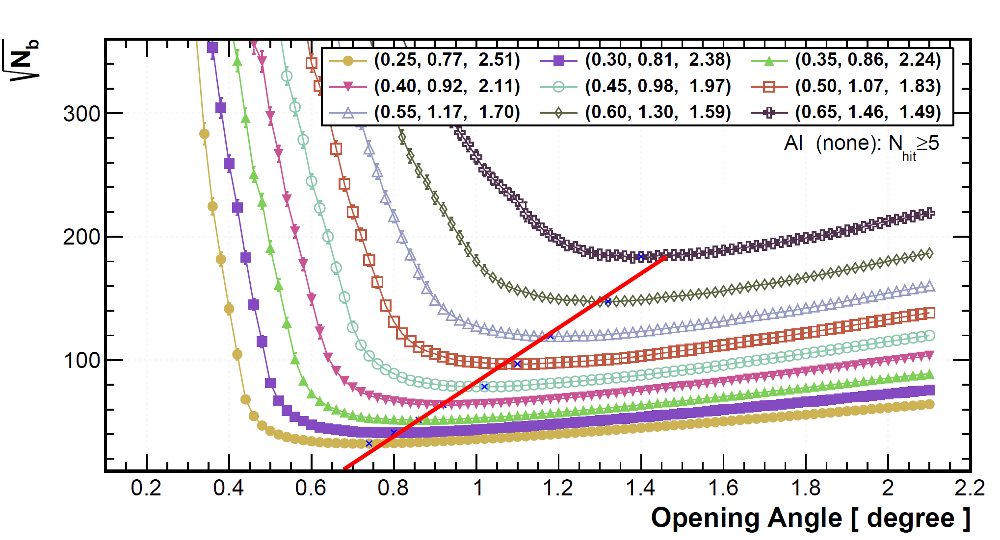 √N_b
(0.25, 0.77, 2.51) (0.30, 0.81, 2.38) (0.35, 0.86, 2.24)
(0.40, 0.92, 2.11) (0.45, 0.98, 1.97) (0.50, 1.07, 1.83)
(0.55, 1.17, 1.70) (0.60, 1.30, 1.59) (0.65, 1.46, 1.49)
Al (none): N_hit≥5
300
200
100
0.2 0.4 0.6 0.8 1 1.2 1.4 1.6 1.8 2 2.2
Opening Angle [ degree ]